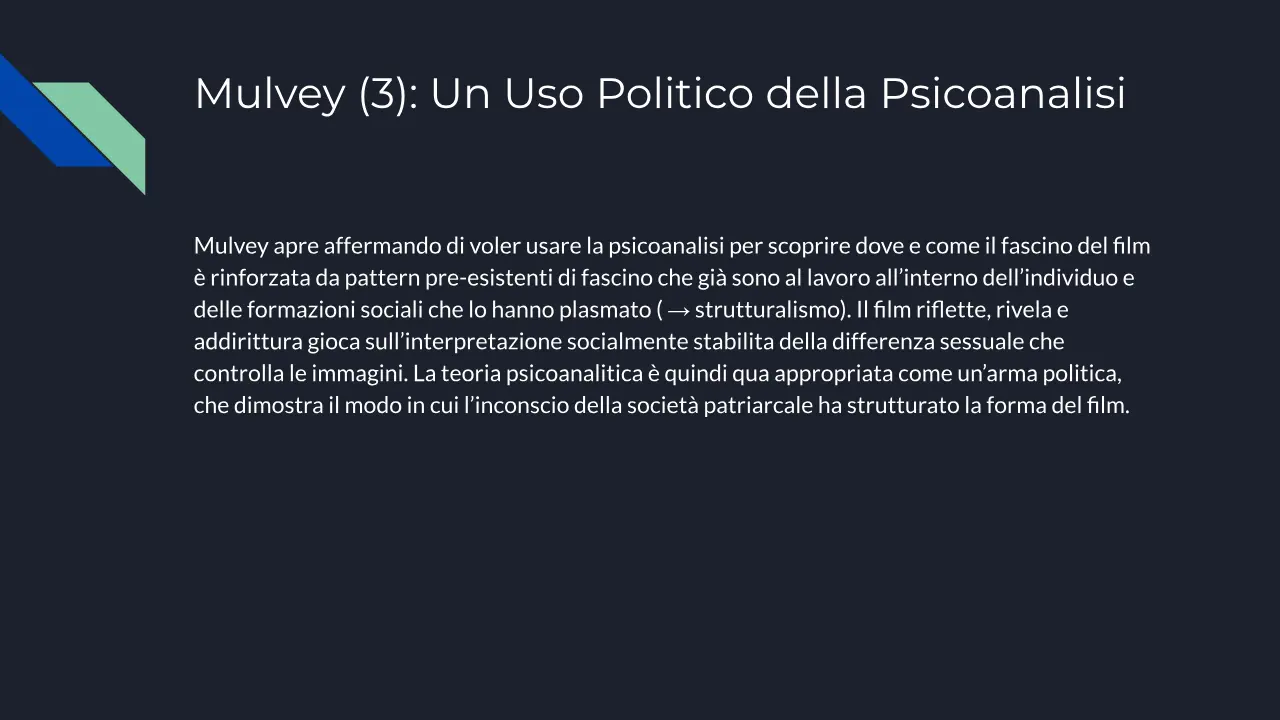 Mulvey (3): Un Uso Politico della Psicoanalisi
Mulvey apre affermando di voler usare la psicoanalisi per scoprire dove e come il fascino del film
è rinforzata da pattern pre-esistenti di fascino che già sono al lavoro all’interno dell’individuo e
delle formazioni sociali che lo hanno plasmato ( → strutturalismo). Il film riflette, rivela e
addirittura gioca sull’interpretazione socialmente stabilita della differenza sessuale che
controlla le immagini. La teoria psicoanalitica è quindi qua appropriata come un’arma politica,
che dimostra il modo in cui l’inconscio della società patriarcale ha strutturato la forma del film.